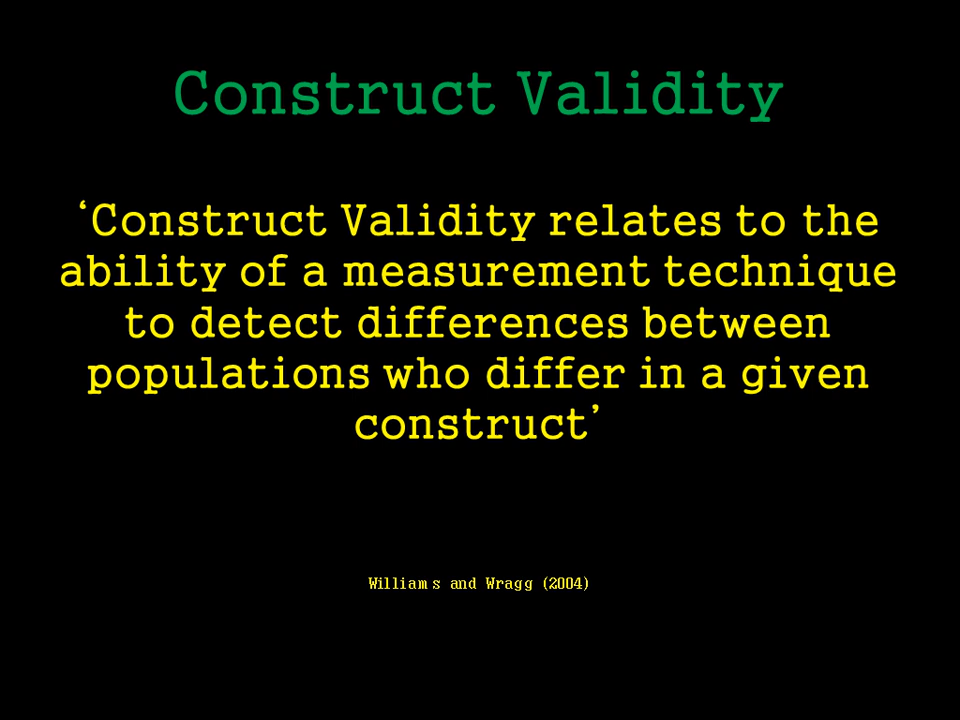 Construct Validity
‘Construct Validity relates to the
ability of a measurement technique
to detect differences between
populations who differ in a given
construct’
Williams and Wragg (2004)